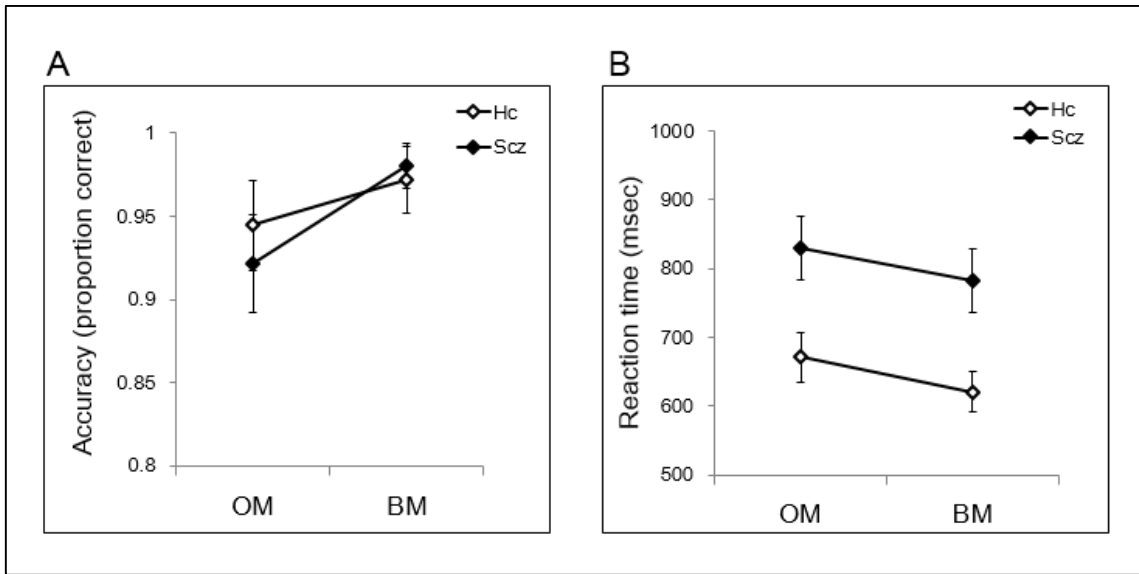 A
Accuracy (proportion correct)
1
0.95
0.9
0.85
0.8
OM
BM
Hc
Scz
B
Reaction time (msec)
1000
900
800
700
600
500
OM
BM
Hc
Scz